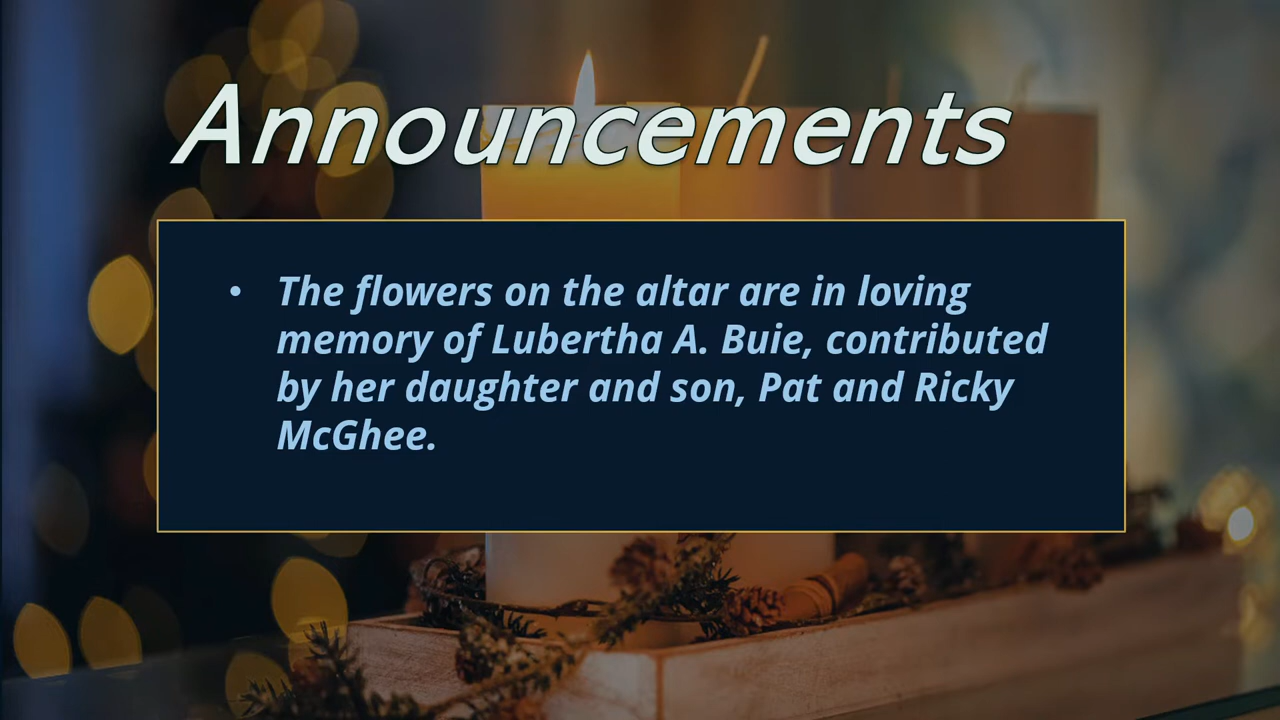 Announcements
• The flowers on the altar are in loving
memory of Lubertha A. Buie, contributed
by her daughter and son, Pat and Ricky
McGhee.